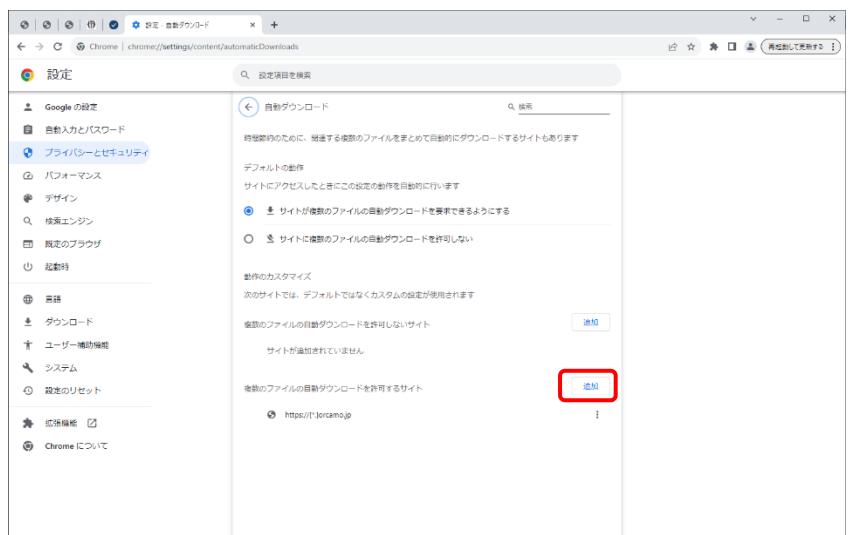 設定 - 自動ダウンロード
Chrome | chrome://settings/content/automaticDownloads
再起動して更新する
設定
設定項目を検索
Google の設定
自動入力とパスワード
プライバシーとセキュリティ
パフォーマンス
デザイン
検索エンジン
既定のブラウザ
起動時
言語
ダウンロード
ユーザー補助機能
システム
設定のリセット
拡張機能
Chrome について
自動ダウンロード
検索
時間節約のために、関連する複数のファイルをまとめて自動的にダウンロードするサイトもあります
デフォルトの動作
サイトにアクセスしたときにこの設定の動作を自動的に行います
サイトが複数のファイルの自動ダウンロードを要求できるようにする
サイトに複数のファイルの自動ダウンロードを許可しない
動作のカスタマイズ
次のサイトでは、デフォルトではなくカスタムの設定が使用されます
複数のファイルの自動ダウンロードを許可しないサイト
追加
サイトが追加されていません
複数のファイルの自動ダウンロードを許可するサイト
追加
https://[*.]orcamo.jp